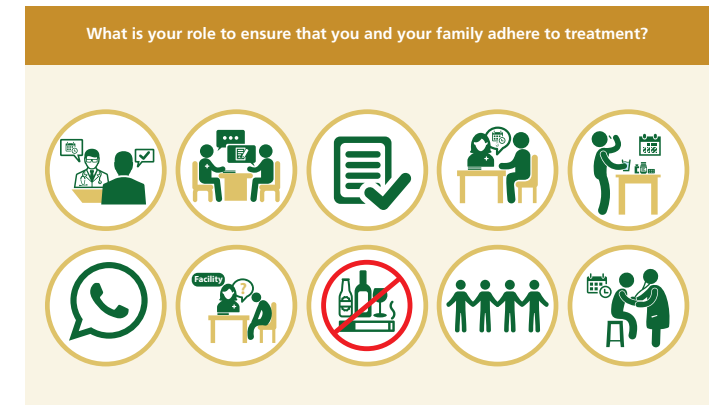 What is your role to ensure that you and your family adhere to treatment?
Facility
?